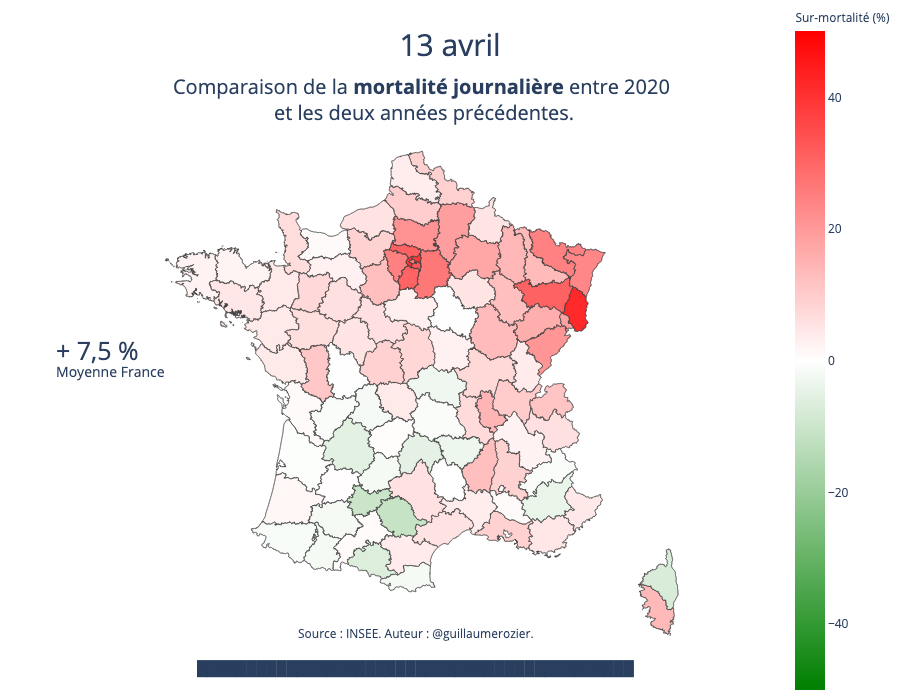 Sur-mortalité (%)
13 avril
Comparaison de la mortalité journalière entre 2020
et les deux années précédentes.
40
20
0
−20
−40
+ 7,5 %
Moyenne France
Source : INSEE. Auteur : @guillaumerozier.